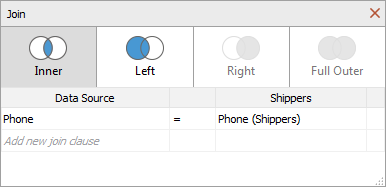 Join
Inner Left Right Full Outer
Data Source Shippers
Phone = Phone (Shippers)
Add new join clause